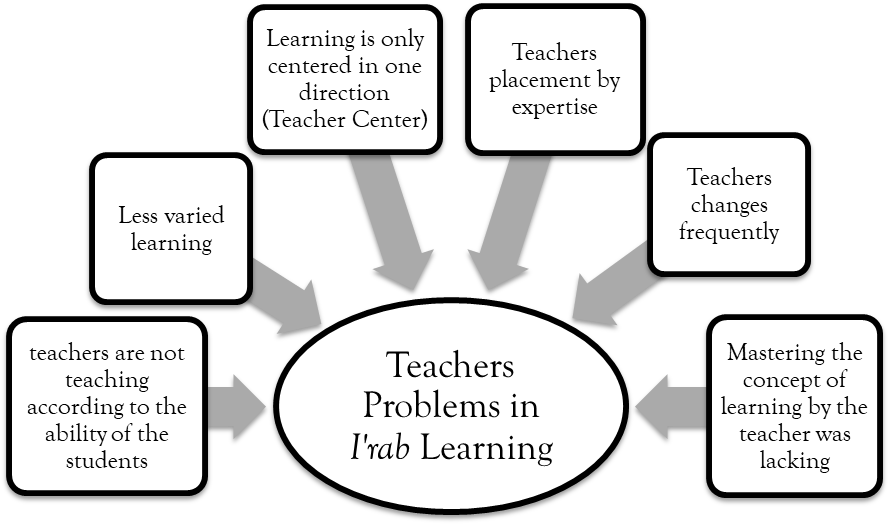 Learning is only
centered in one
direction
(Teacher Center)
Teachers
placement by
expertise
Less varied
learning
Teachers
changes
frequently
teachers are not
teaching
according to the
ability of the
students
Teachers
Problems in
I'rab Learning
Mastering the
concept of
learning by the
teacher was
lacking